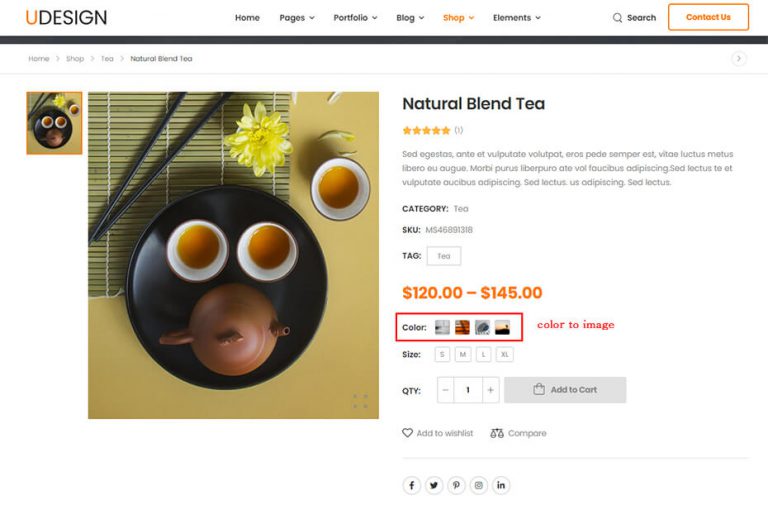 UDESIGN
Home Pages Portfolio Blog Shop Elements Search Contact Us
Home Shop Tea Natural Blend Tea
Natural Blend Tea
(1)
Sed egestas, ante et vulputate volutpat, eros pede semper est, vitae luctus metus
libero eu augue. Morbi purus liberpuro ate vol faucibus adipiscing.Sed lectus te et
vulputate aucibus adipiscing. Sed lectus. us adipiscing. Sed lectus.
CATEGORY: Tea
SKU: MS46891318
TAG: Tea
$120.00 – $145.00
Color: color to image
Size: S M L XL
QTY: − 1 + Add to Cart
Add to wishlist Compare